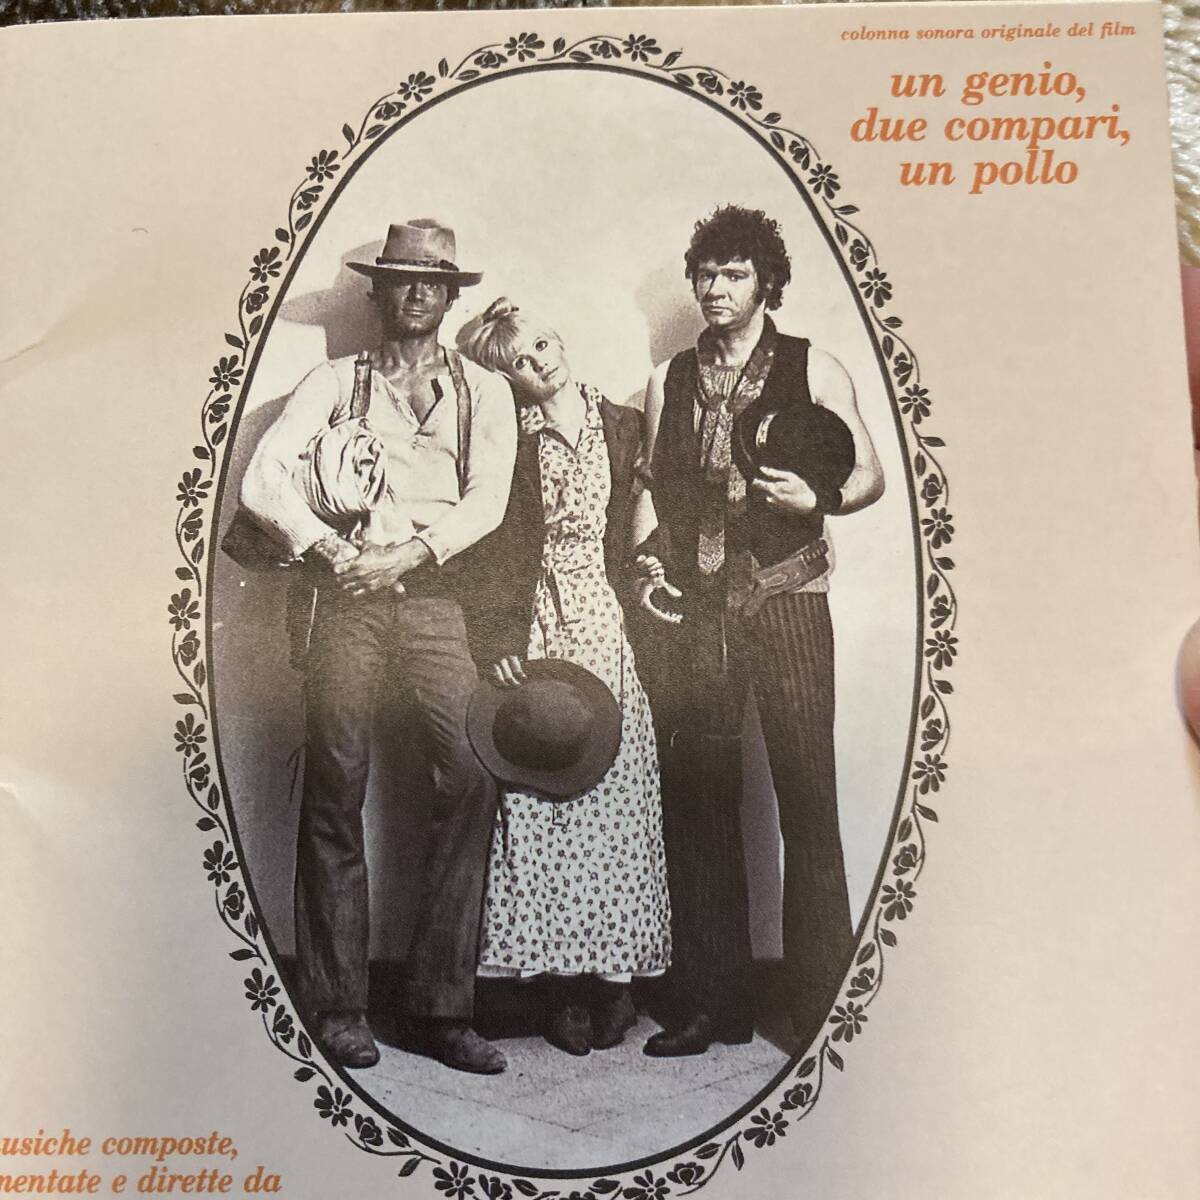 colonna sonora originale del film
un genio,
due compari,
un pollo
usiche composte,
mentate e dirette da